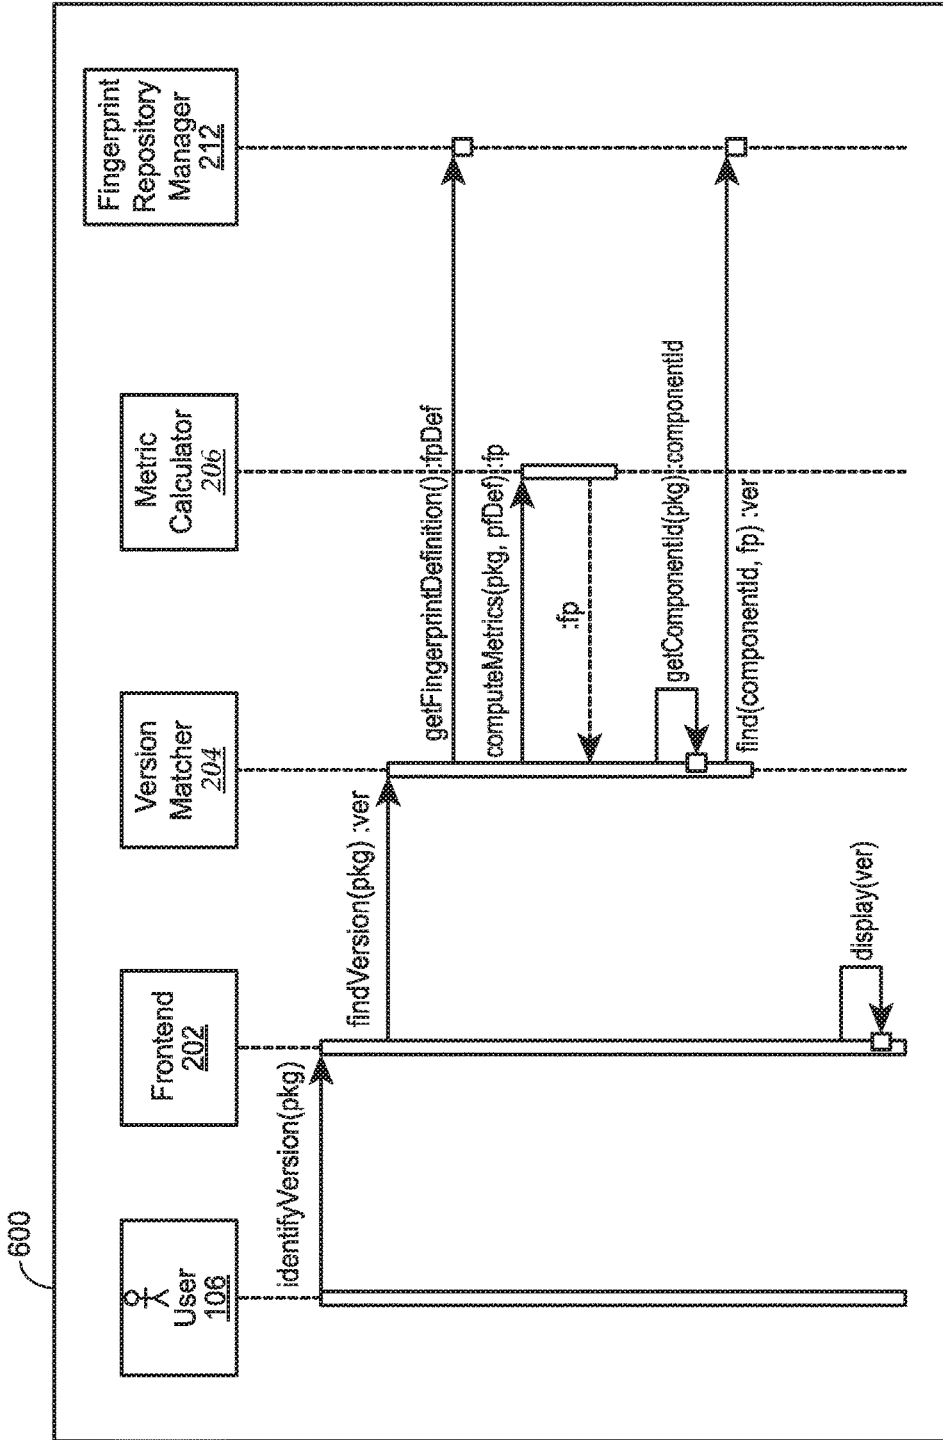 600
User
106
Frontend
202
Version
Matcher
204
Metric
Calculator
206
Fingerprint
Repository
Manager
212
identifyVersion(pkg)
findVersion(pkg) :ver
getFingerprintDefinition():fpDef
computeMetrics(pkg, pfDef):fp
:fp
getComponentId(pkg):componentId
find(componentId, fp) :ver
display(ver)